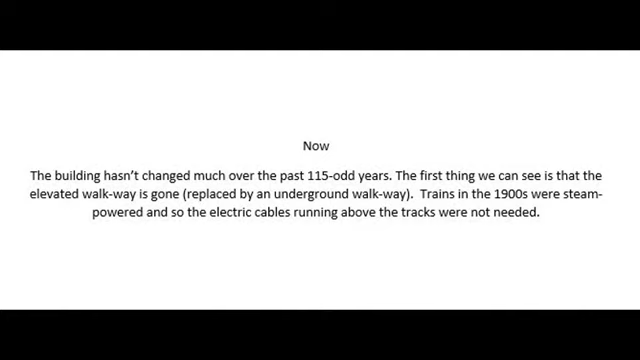 Now
The building hasn't changed much over the past 115-odd years. The first thing we can see is that the
elevated walk-way is gone (replaced by an underground walk-way).  Trains in the 1900s were steam-
powered and so the electric cables running above the tracks were not needed.